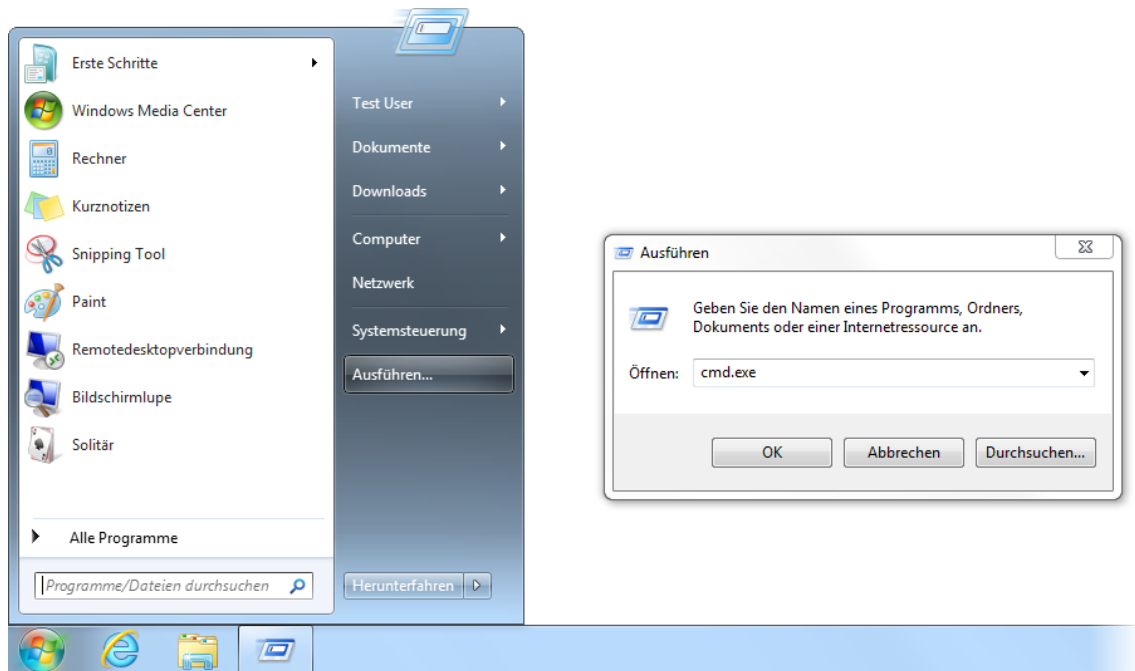 Erste Schritte
Windows Media Center
Rechner
Kurznotizen
Snipping Tool
Paint
Remotedesktopverbindung
Bildschirmlupe
Solitär
Alle Programme
Programme/Dateien durchsuchen
Test User
Dokumente
Downloads
Computer
Netzwerk
Systemsteuerung
Ausführen...
Herunterfahren
Ausführen
Geben Sie den Namen eines Programms, Ordners,
Dokuments oder einer Internetressource an.
Öffnen: cmd.exe
OK Abbrechen Durchsuchen...